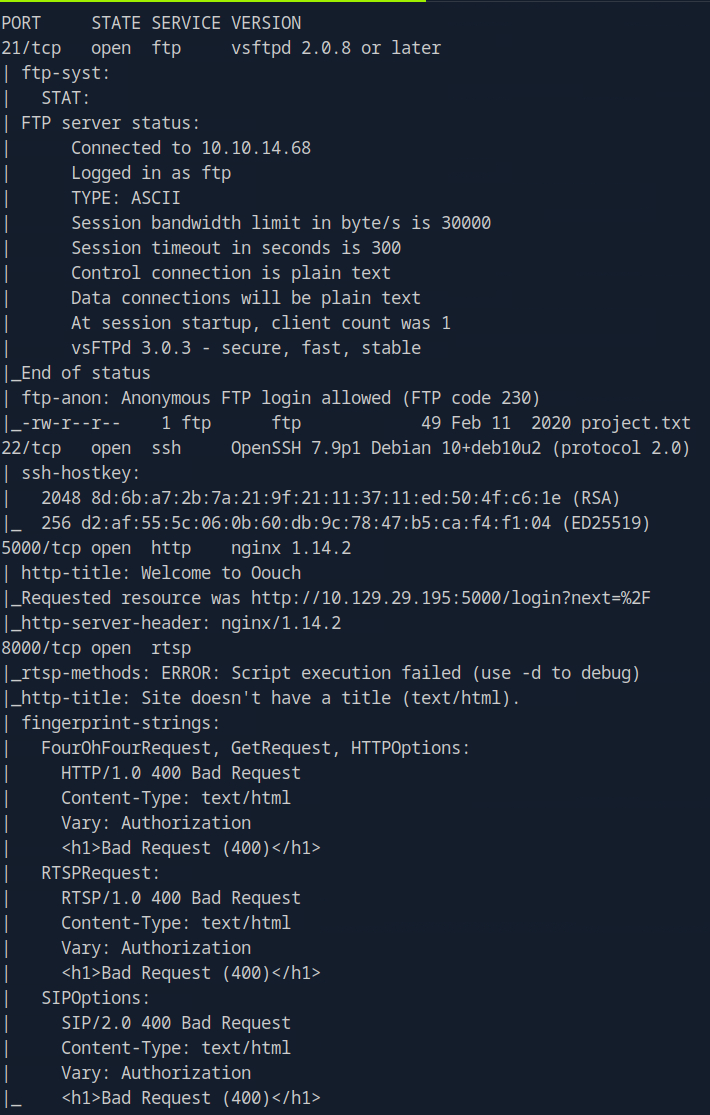 PORT     STATE SERVICE VERSION
21/tcp   open  ftp     vsftpd 2.0.8 or later
| ftp-syst:
|   STAT:
| FTP server status:
|      Connected to 10.10.14.68
|      Logged in as ftp
|      TYPE: ASCII
|      Session bandwidth limit in byte/s is 30000
|      Session timeout in seconds is 300
|      Control connection is plain text
|      Data connections will be plain text
|      At session startup, client count was 1
|      vsFTPd 3.0.3 - secure, fast, stable
|_End of status
| ftp-anon: Anonymous FTP login allowed (FTP code 230)
|_-rw-r--r--    1 ftp      ftp            49 Feb 11  2020 project.txt
22/tcp   open  ssh     OpenSSH 7.9p1 Debian 10+deb10u2 (protocol 2.0)
| ssh-hostkey:
|   2048 8d:6b:a7:2b:7a:21:9f:21:11:37:11:ed:50:4f:c6:1e (RSA)
|_  256 d2:af:55:5c:06:0b:60:db:9c:78:47:b5:ca:f4:f1:04 (ED25519)
5000/tcp open  http    nginx 1.14.2
| http-title: Welcome to Oouch
|_Requested resource was http://10.129.29.195:5000/login?next=%2F
|_http-server-header: nginx/1.14.2
8000/tcp open  rtsp
|_rtsp-methods: ERROR: Script execution failed (use -d to debug)
|_http-title: Site doesn't have a title (text/html).
| fingerprint-strings:
|   FourOhFourRequest, GetRequest, HTTPOptions:
|     HTTP/1.0 400 Bad Request
|     Content-Type: text/html
|     Vary: Authorization
|     <h1>Bad Request (400)</h1>
|   RTSPRequest:
|     RTSP/1.0 400 Bad Request
|     Content-Type: text/html
|     Vary: Authorization
|     <h1>Bad Request (400)</h1>
|   SIPOptions:
|     SIP/2.0 400 Bad Request
|     Content-Type: text/html
|     Vary: Authorization
|_    <h1>Bad Request (400)</h1>